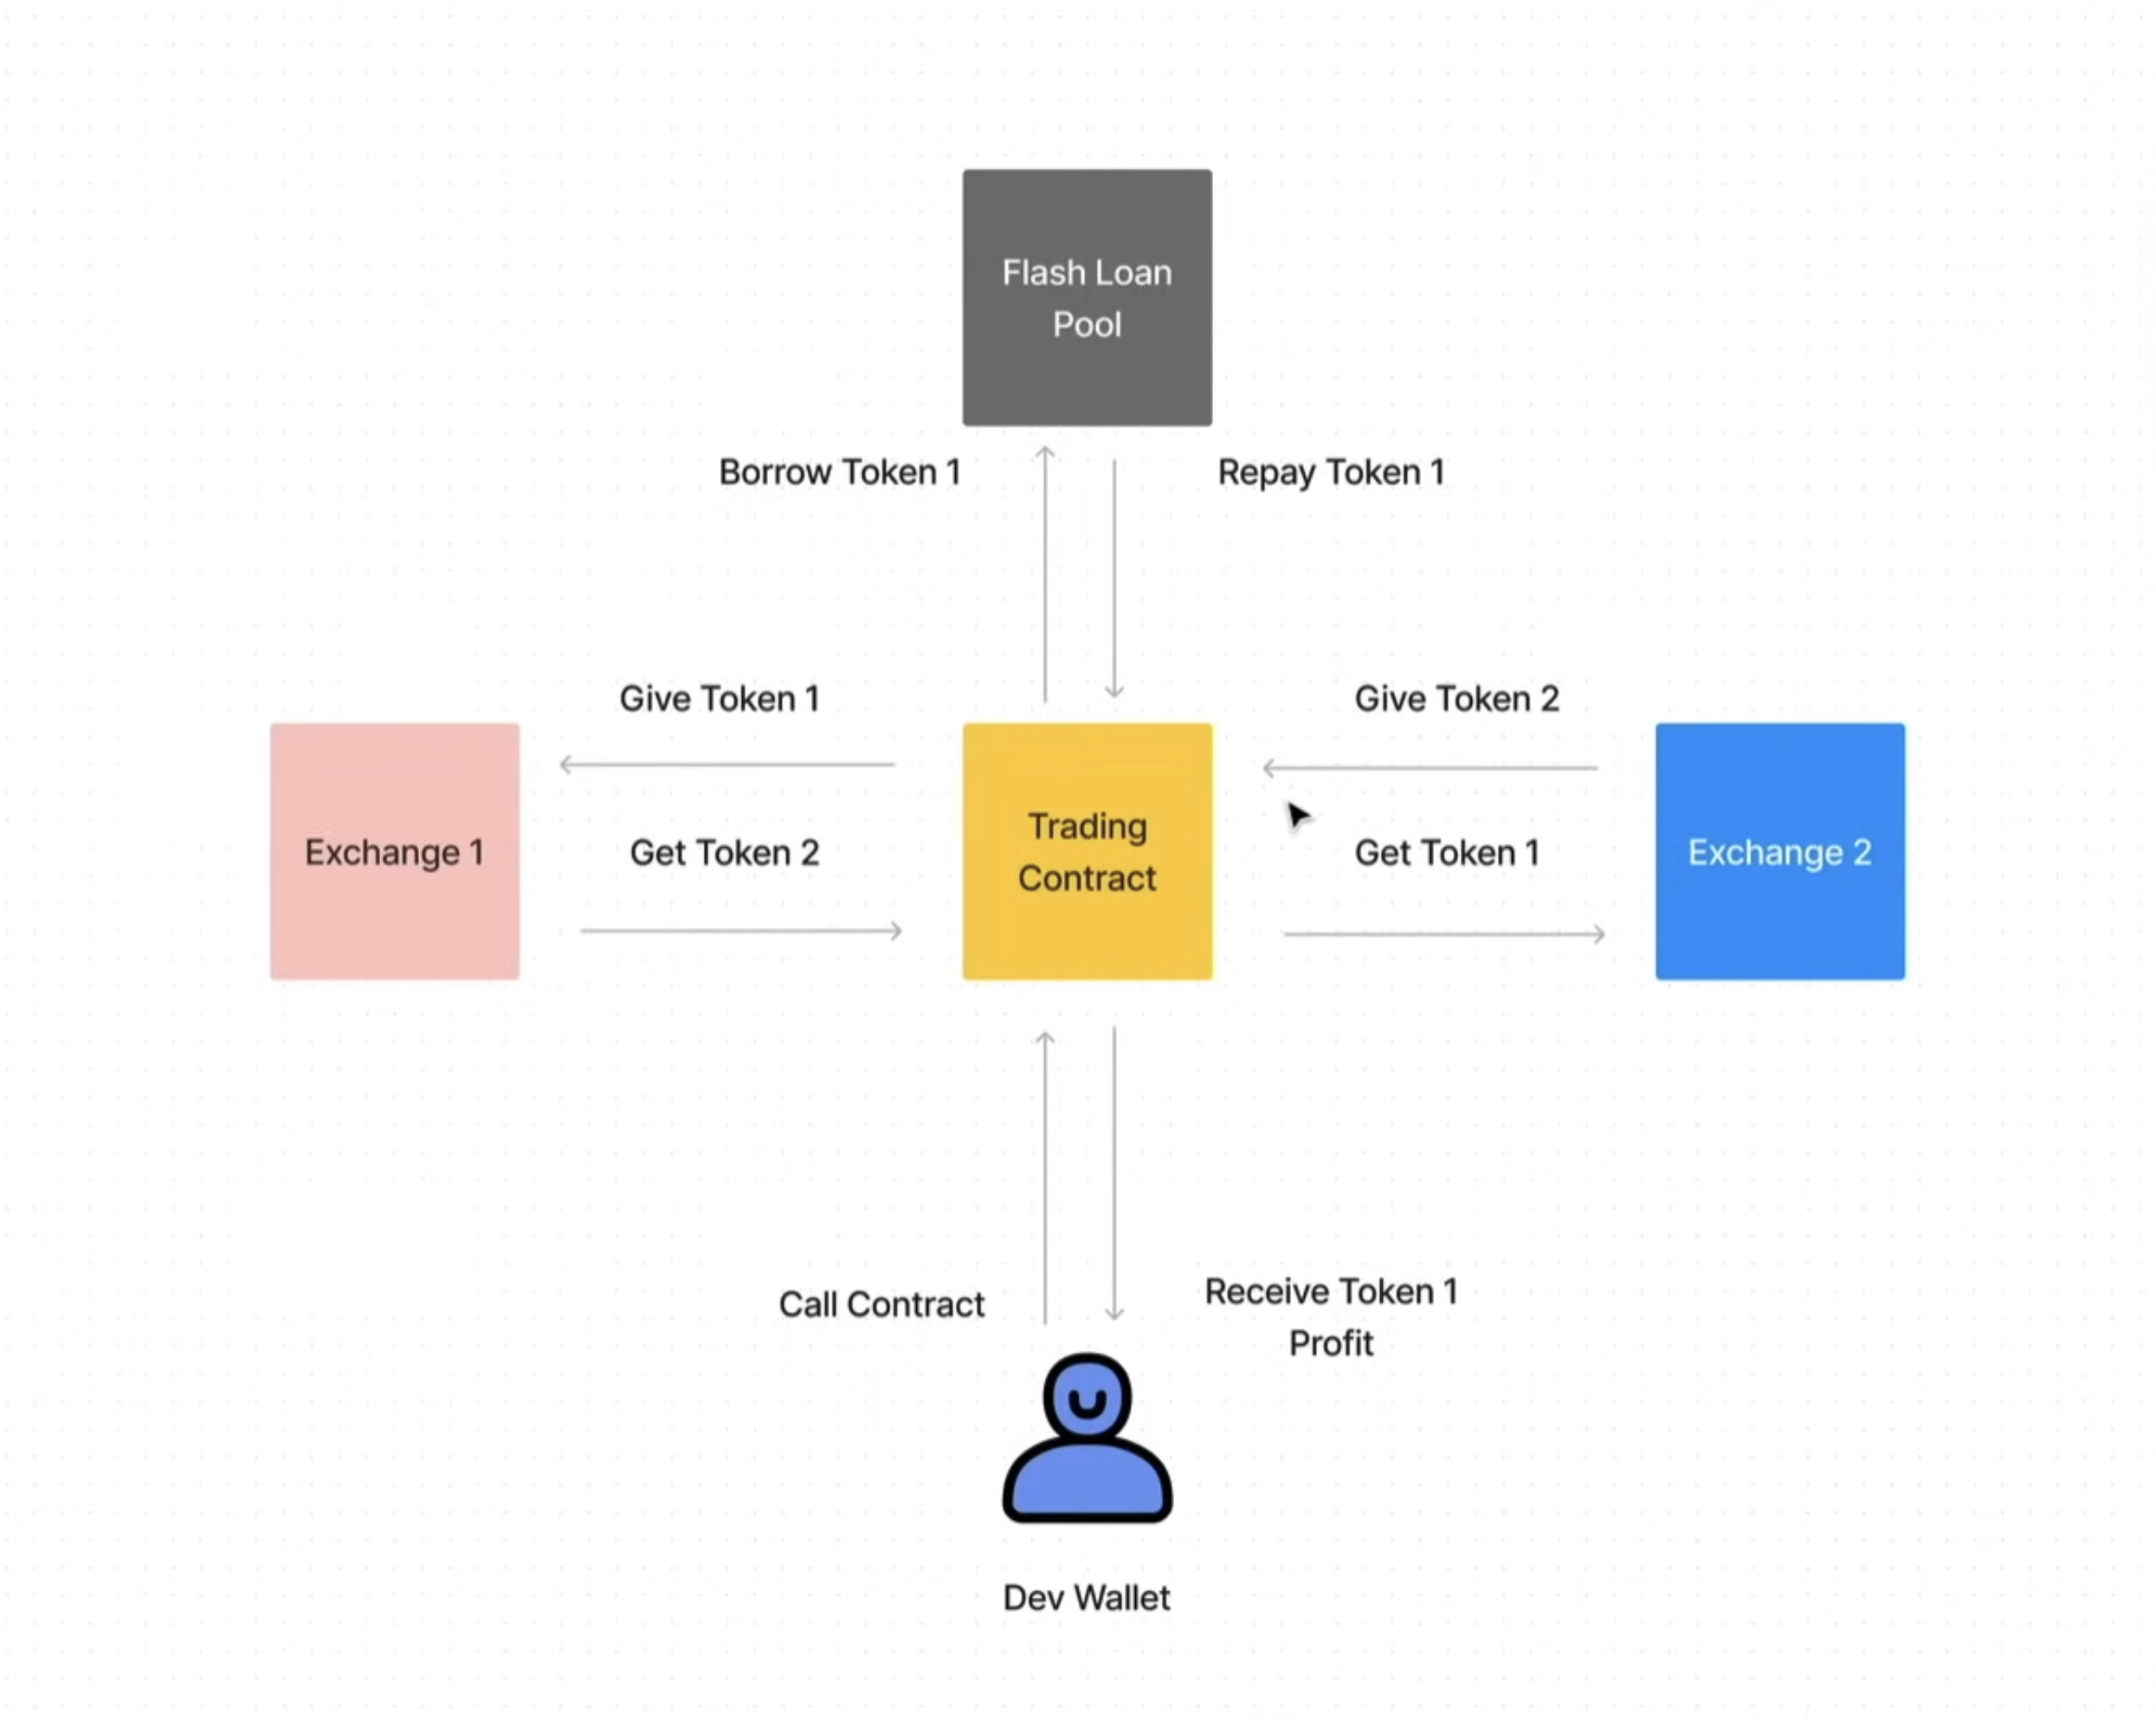 Flash Loan
Pool
Borrow Token 1
Repay Token 1
Give Token 1
Give Token 2
Exchange 1
Get Token 2
Trading
Contract
Get Token 1
Exchange 2
Call Contract
Receive Token 1
Profit
Dev Wallet